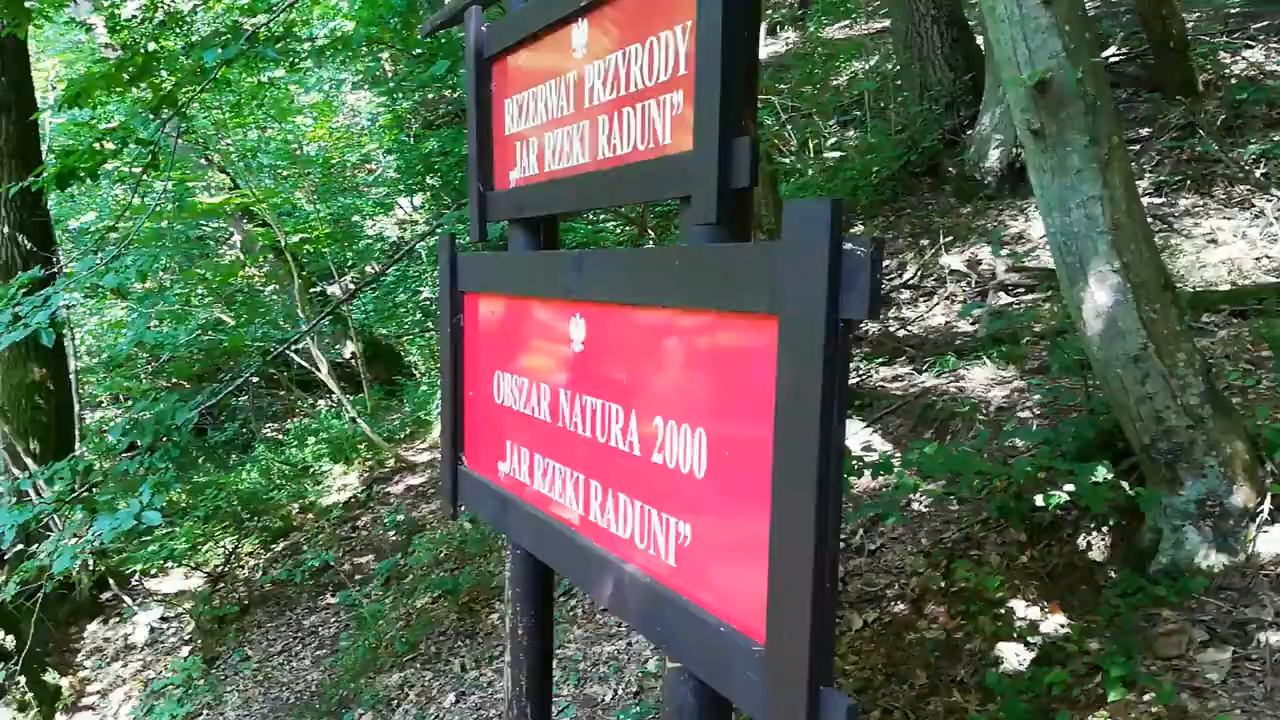 REZERWAT PRZYRODY
„JAR RZEKI RADUNI”
OBSZAR NATURA 2000
„JAR RZEKI RADUNI”